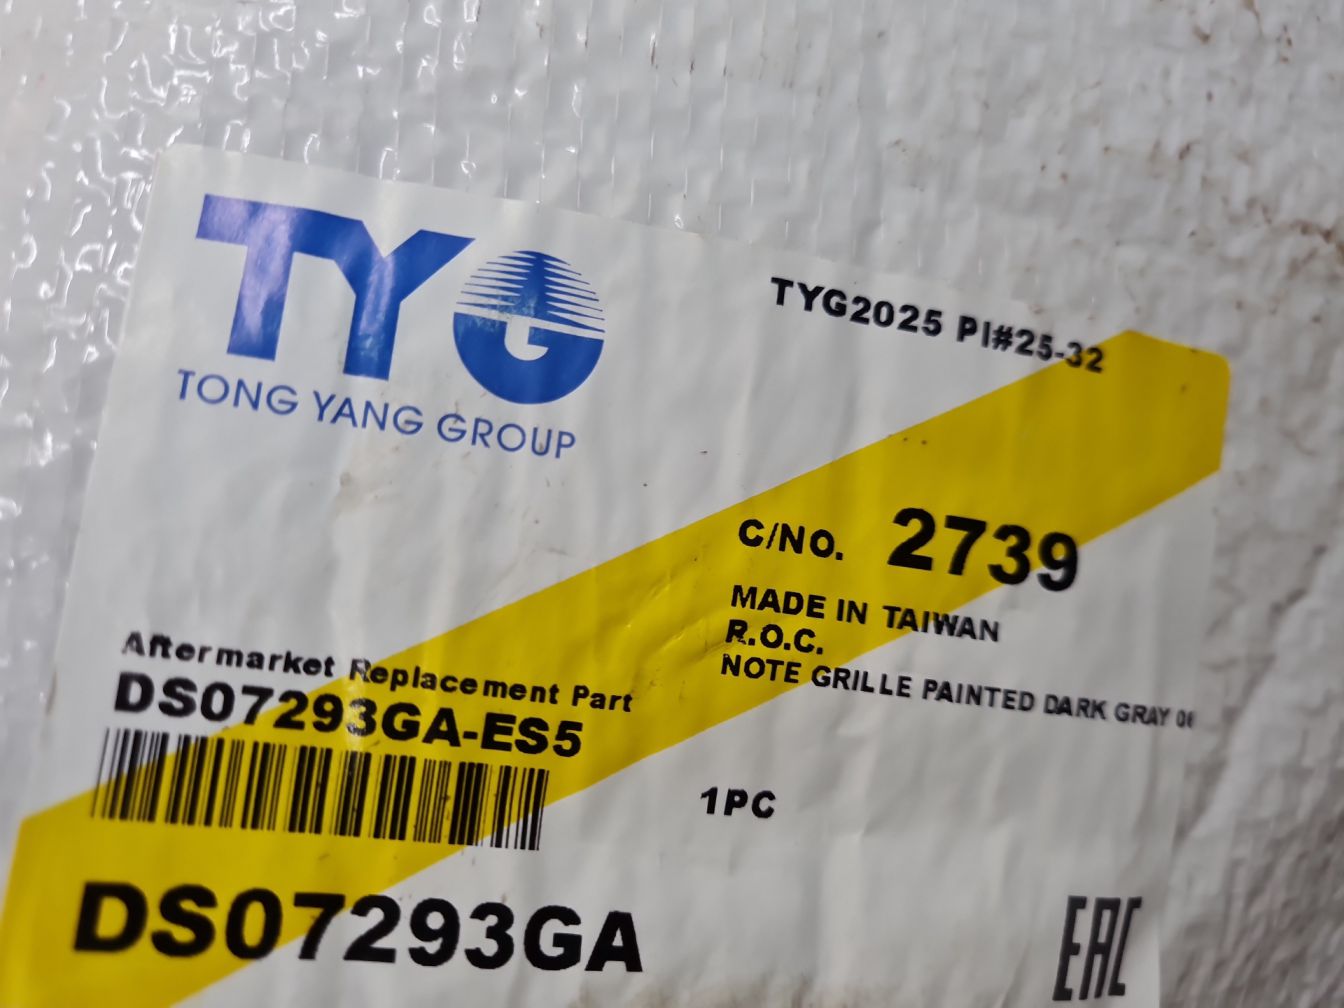 TYG
TONG YANG GROUP
TYG2025 PI#25-32
C/NO. 2739
MADE IN TAIWAN
R.O.C.
NOTE GRILLE PAINTED DARK GRAY
Aftermarket Replacement Part
DS07293GA-ES5
1PC
DS07293GA
EAC